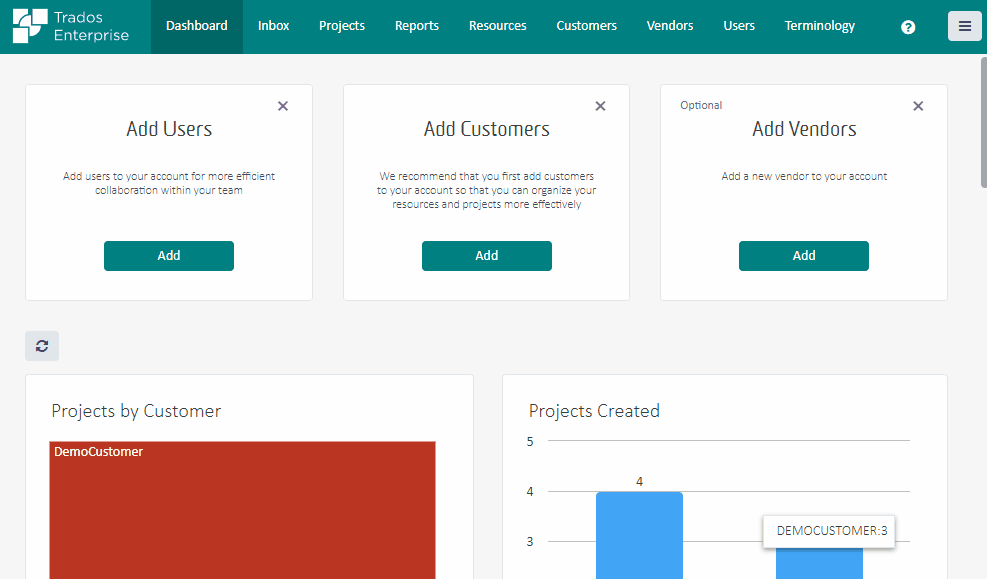 Trados
Enterprise
Dashboard
Inbox
Projects
Reports
Resources
Customers
Vendors
Users
Terminology
?
Add Users
Add users to your account for more efficient
collaboration within your team
Add
Add Customers
We recommend that you first add customers
to your account so that you can organize your
resources and projects more effectively
Add
Optional
Add Vendors
Add a new vendor to your account
Add
Projects by Customer
DemoCustomer
Projects Created
5
4
4
3
DEMOCUSTOMER:3